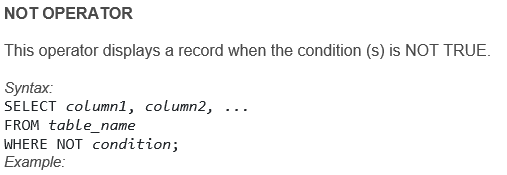 NOT OPERATOR
This operator displays a record when the condition (s) is NOT TRUE.
Syntax:
SELECT column1, column2, ...
FROM table_name
WHERE NOT condition;
Example: